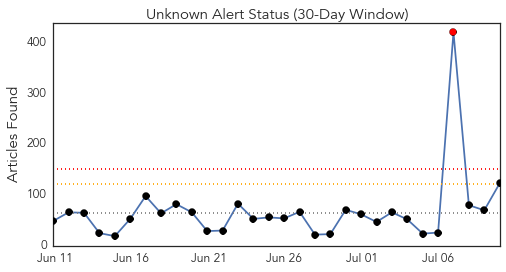 Unknown Alert Status (30-Day Window)
Articles Found
400
300
200
100
0
Jun 11 Jun 16 Jun 21 Jun 26 Jul 01 Jul 06